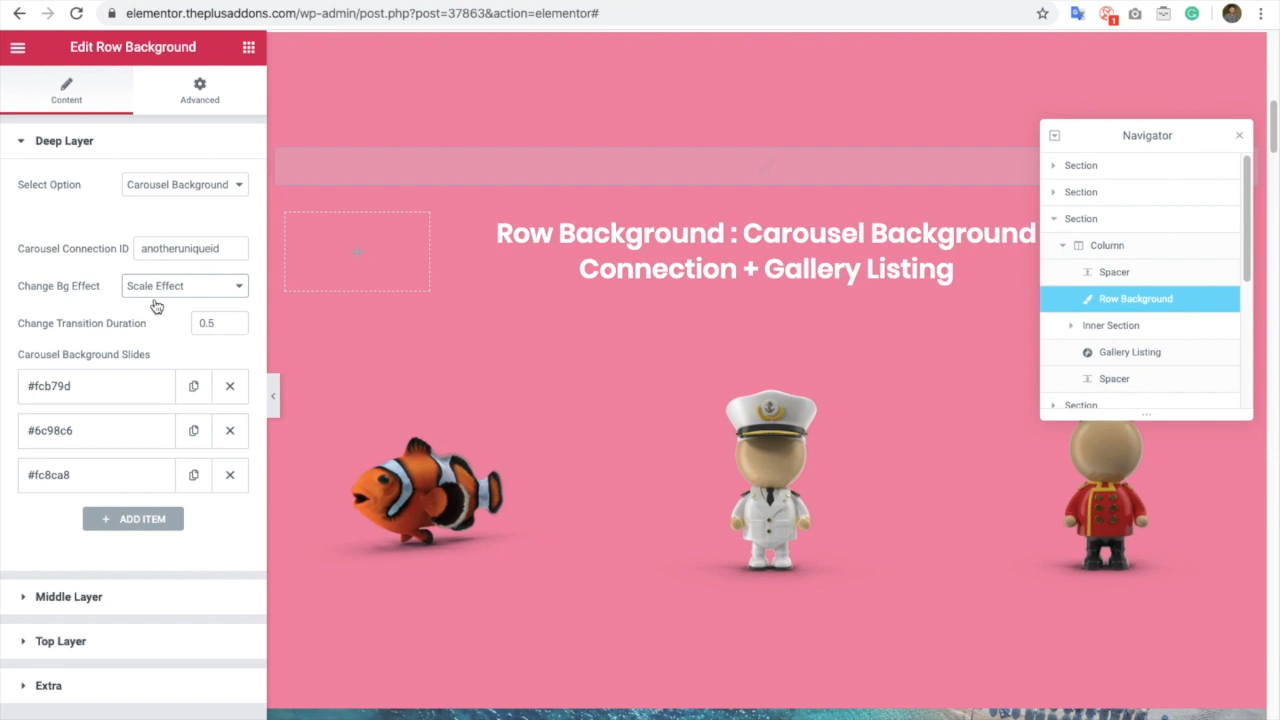 elementor.theplusaddons.com/wp-admin/post.php?post=37863&action=elementor#
1
Edit Row Background
Content
Advanced
Deep Layer
Select Option
Carousel Background
Carousel Connection ID
anotheruniqueid
Change Bg Effect
Scale Effect
Change Transition Duration
0.5
Carousel Background Slides
#fcb79d
#6c98c6
#fc8ca8
+ ADD ITEM
Middle Layer
Top Layer
Extra
Row Background : Carousel Background
Connection + Gallery Listing
Navigator
Section
Section
Section
Column
Spacer
Row Background
Inner Section
Gallery Listing
Spacer
Section